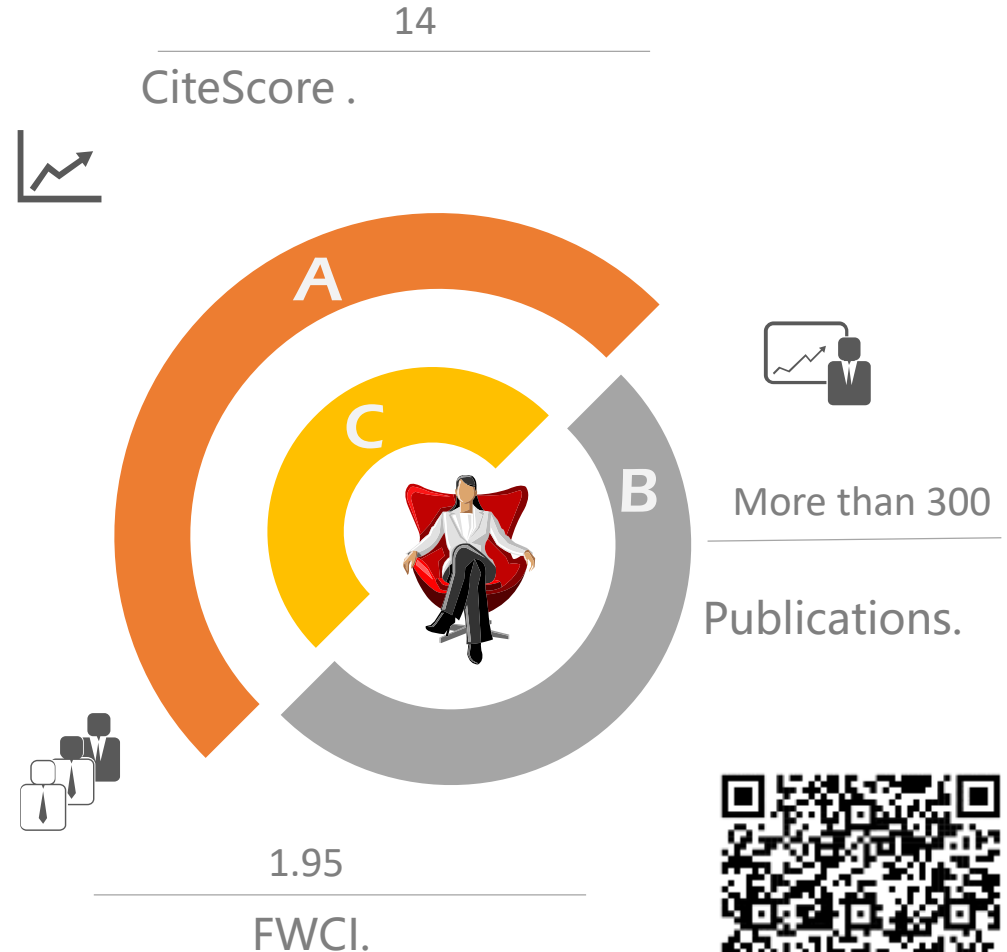 14
CiteScore .
A
C
B
More than 300
Publications.
1.95
FWCI.